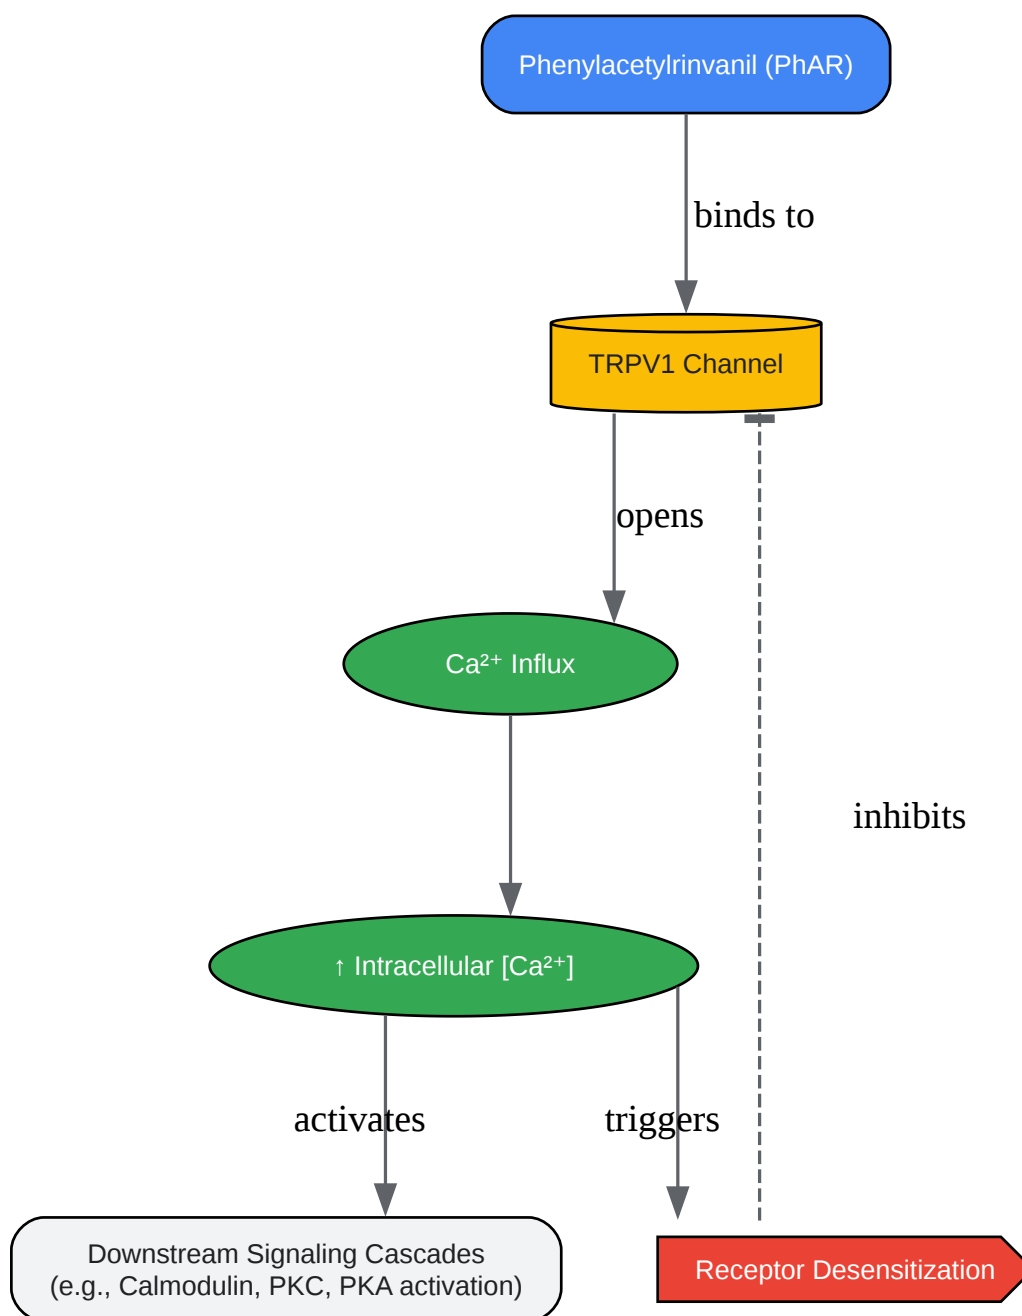 Phenylacetylrinvanil (PhAR)
binds to
TRPV1 Channel
opens
Ca²⁺ Influx
inhibits
↑ Intracellular [Ca²⁺]
activates
triggers
Downstream Signaling Cascades
(e.g., Calmodulin, PKC, PKA activation)
Receptor Desensitization